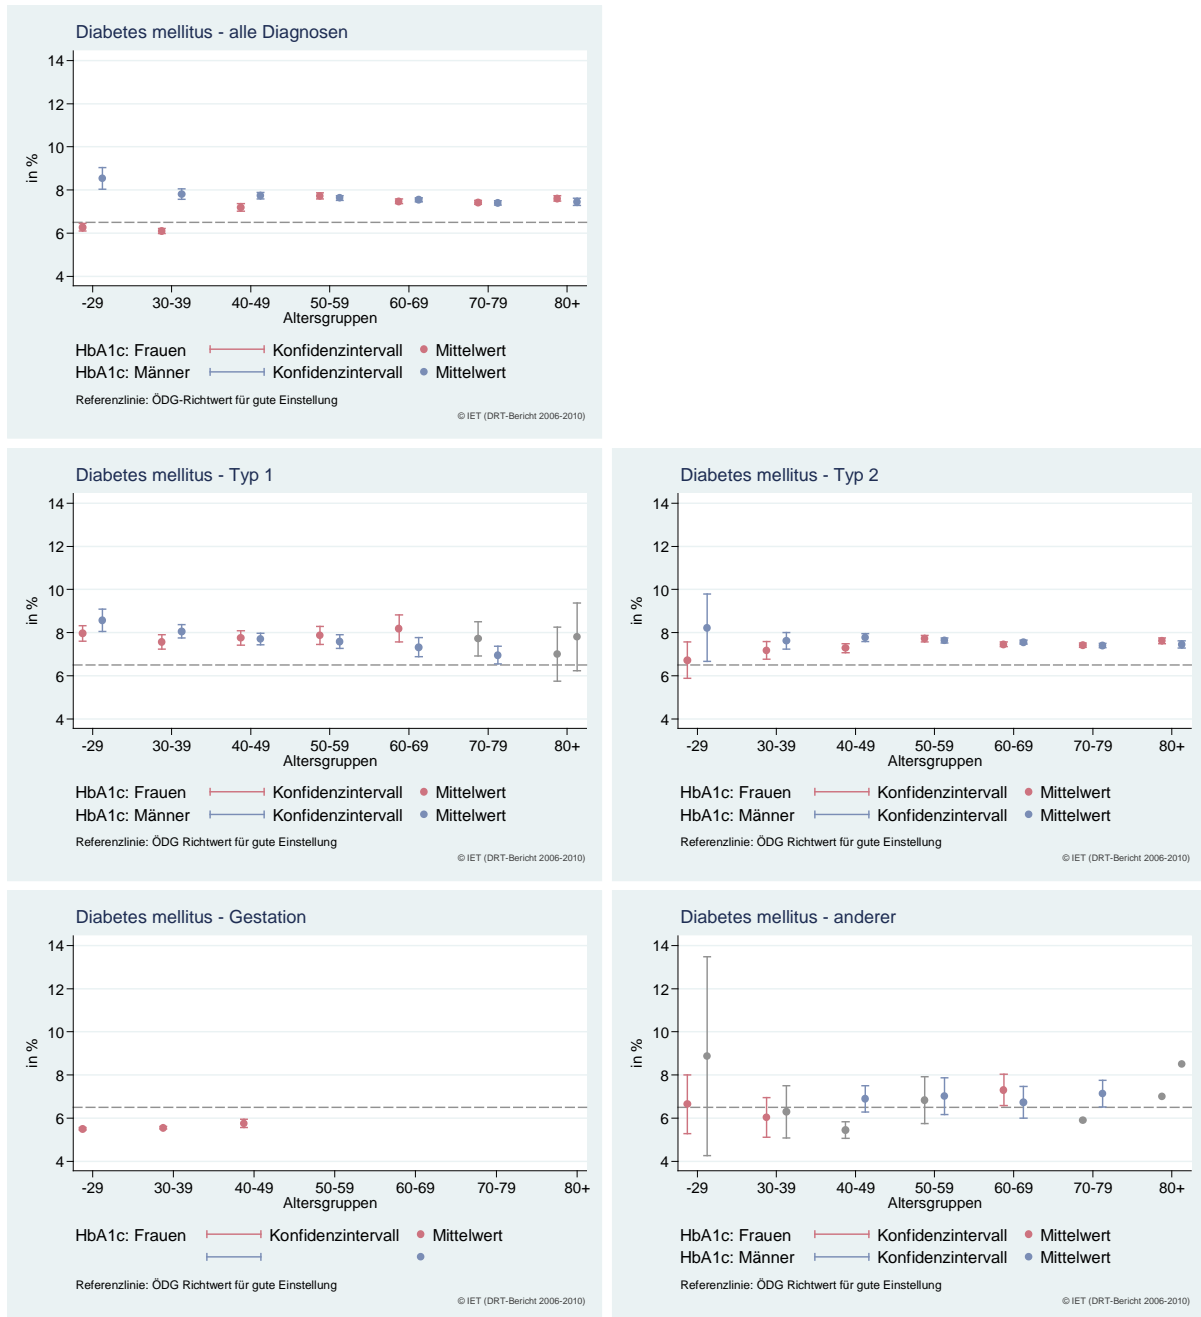 Diabetes mellitus - alle Diagnosen
14
12
10
8
6
4
in %
-29 30-39 40-49 50-59 60-69 70-79 80+
Altersgruppen
HbA1c: Frauen Konfidenzintervall Mittelwert
HbA1c: Männer Konfidenzintervall Mittelwert
Referenzlinie: ÖDG-Richtwert für gute Einstellung
© IET (DRT-Bericht 2006-2010)
Diabetes mellitus - Typ 1
14
12
10
8
6
4
in %
-29 30-39 40-49 50-59 60-69 70-79 80+
Altersgruppen
HbA1c: Frauen Konfidenzintervall Mittelwert
HbA1c: Männer Konfidenzintervall Mittelwert
Referenzlinie: ÖDG Richtwert für gute Einstellung
© IET (DRT-Bericht 2006-2010)
Diabetes mellitus - Typ 2
14
12
10
8
6
4
in %
-29 30-39 40-49 50-59 60-69 70-79 80+
Altersgruppen
HbA1c: Frauen Konfidenzintervall Mittelwert
HbA1c: Männer Konfidenzintervall Mittelwert
Referenzlinie: ÖDG Richtwert für gute Einstellung
© IET (DRT-Bericht 2006-2010)
Diabetes mellitus - Gestation
14
12
10
8
6
4
in %
-29 30-39 40-49 50-59 60-69 70-79 80+
Altersgruppen
HbA1c: Frauen Konfidenzintervall Mittelwert
Referenzlinie: ÖDG Richtwert für gute Einstellung
© IET (DRT-Bericht 2006-2010)
Diabetes mellitus - anderer
14
12
10
8
6
4
in %
-29 30-39 40-49 50-59 60-69 70-79 80+
Altersgruppen
HbA1c: Frauen Konfidenzintervall Mittelwert
HbA1c: Männer Konfidenzintervall Mittelwert
Referenzlinie: ÖDG Richtwert für gute Einstellung
© IET (DRT-Bericht 2006-2010)